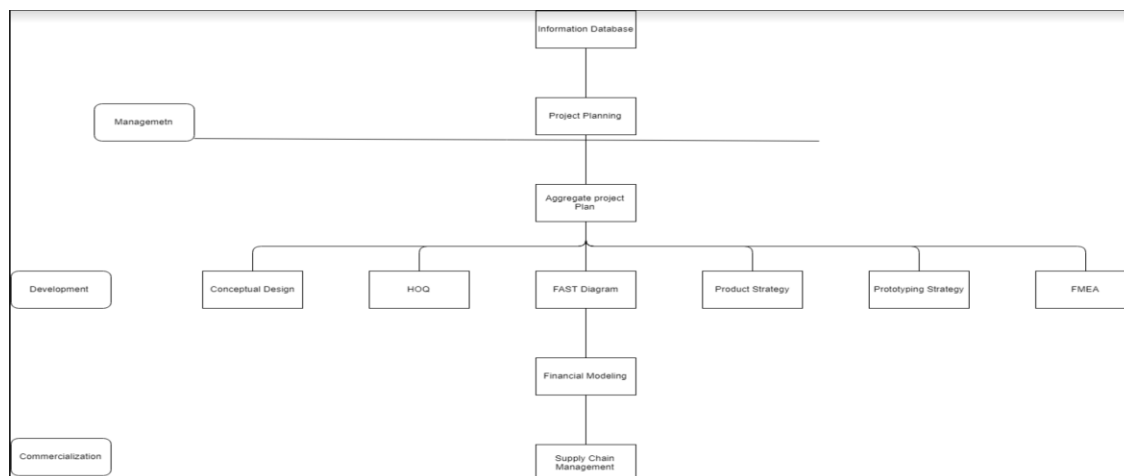 Information Database
Project Planning
Managemetn
Aggregate project
Plan
Development
Conceptual Design
HOQ
FAST Diagram
Product Strategy
Prototyping Strategy
FMEA
Financial Modeling
Commercialization
Supply Chain
Management